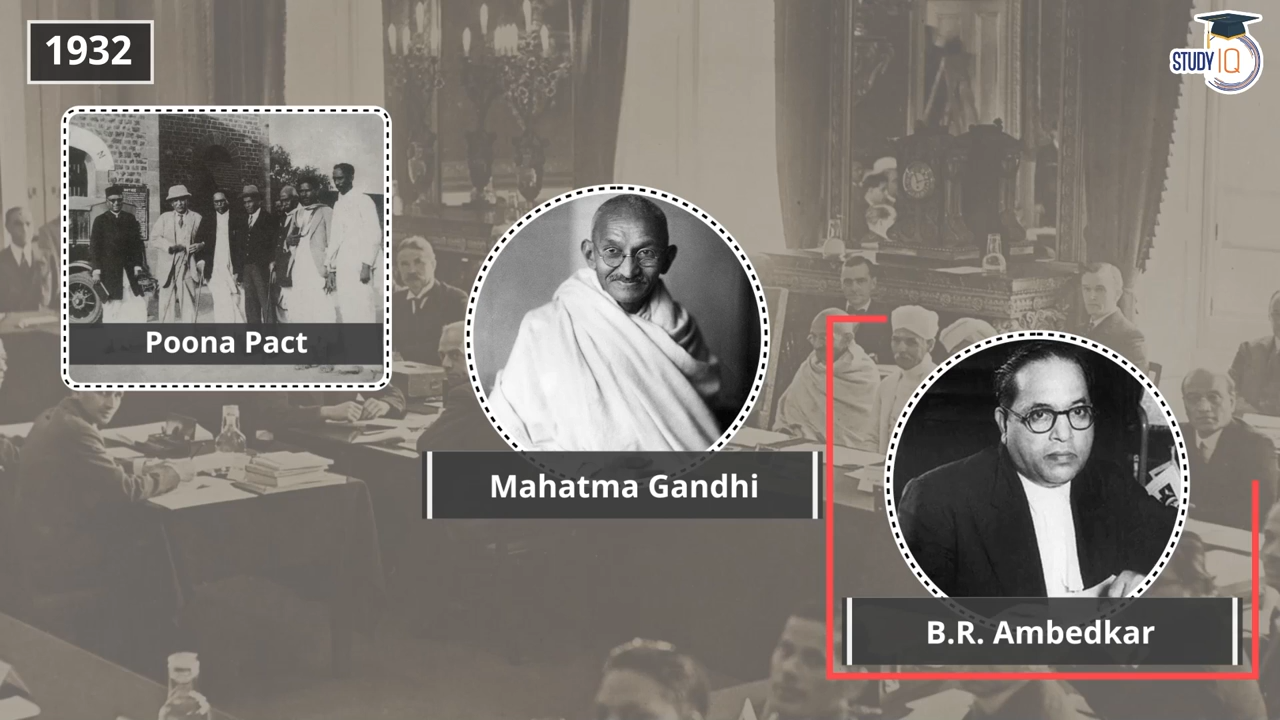 1932
STUDY IQ
Poona Pact
Mahatma Gandhi
B.R. Ambedkar